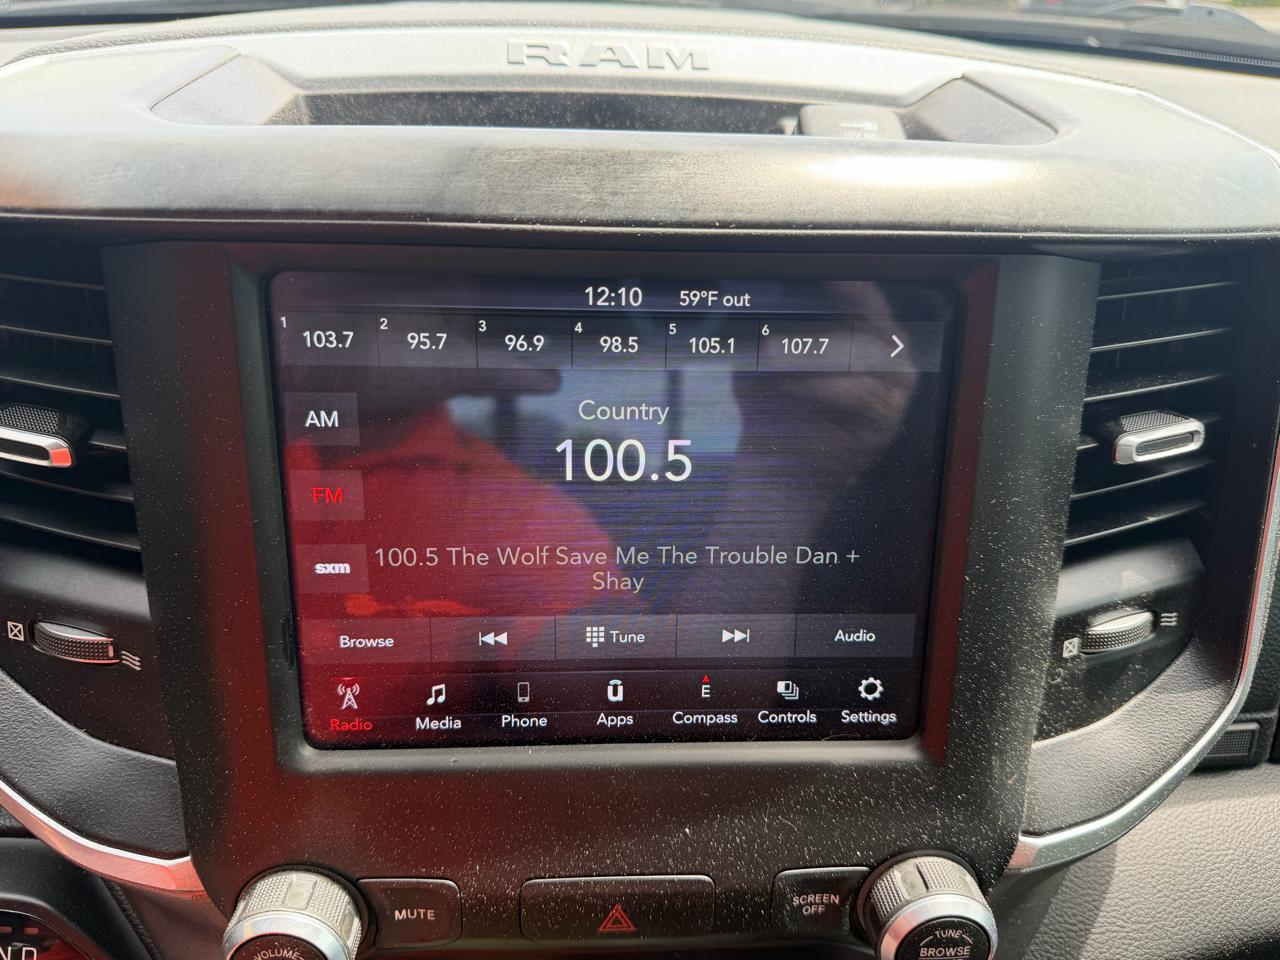 RAM
12:10 59°F out
1 103.7 2 95.7 3 96.9 4 98.5 5 105.1 6 107.7
AM
Country
100.5
FM
sxm
100.5 The Wolf Save Me The Trouble Dan +
Shay
Browse Tune Audio
E
Radio Media Phone Apps Compass Controls Settings
MUTE
SCREEN
OFF
VOLUME
TUNE
BROWSE
N D